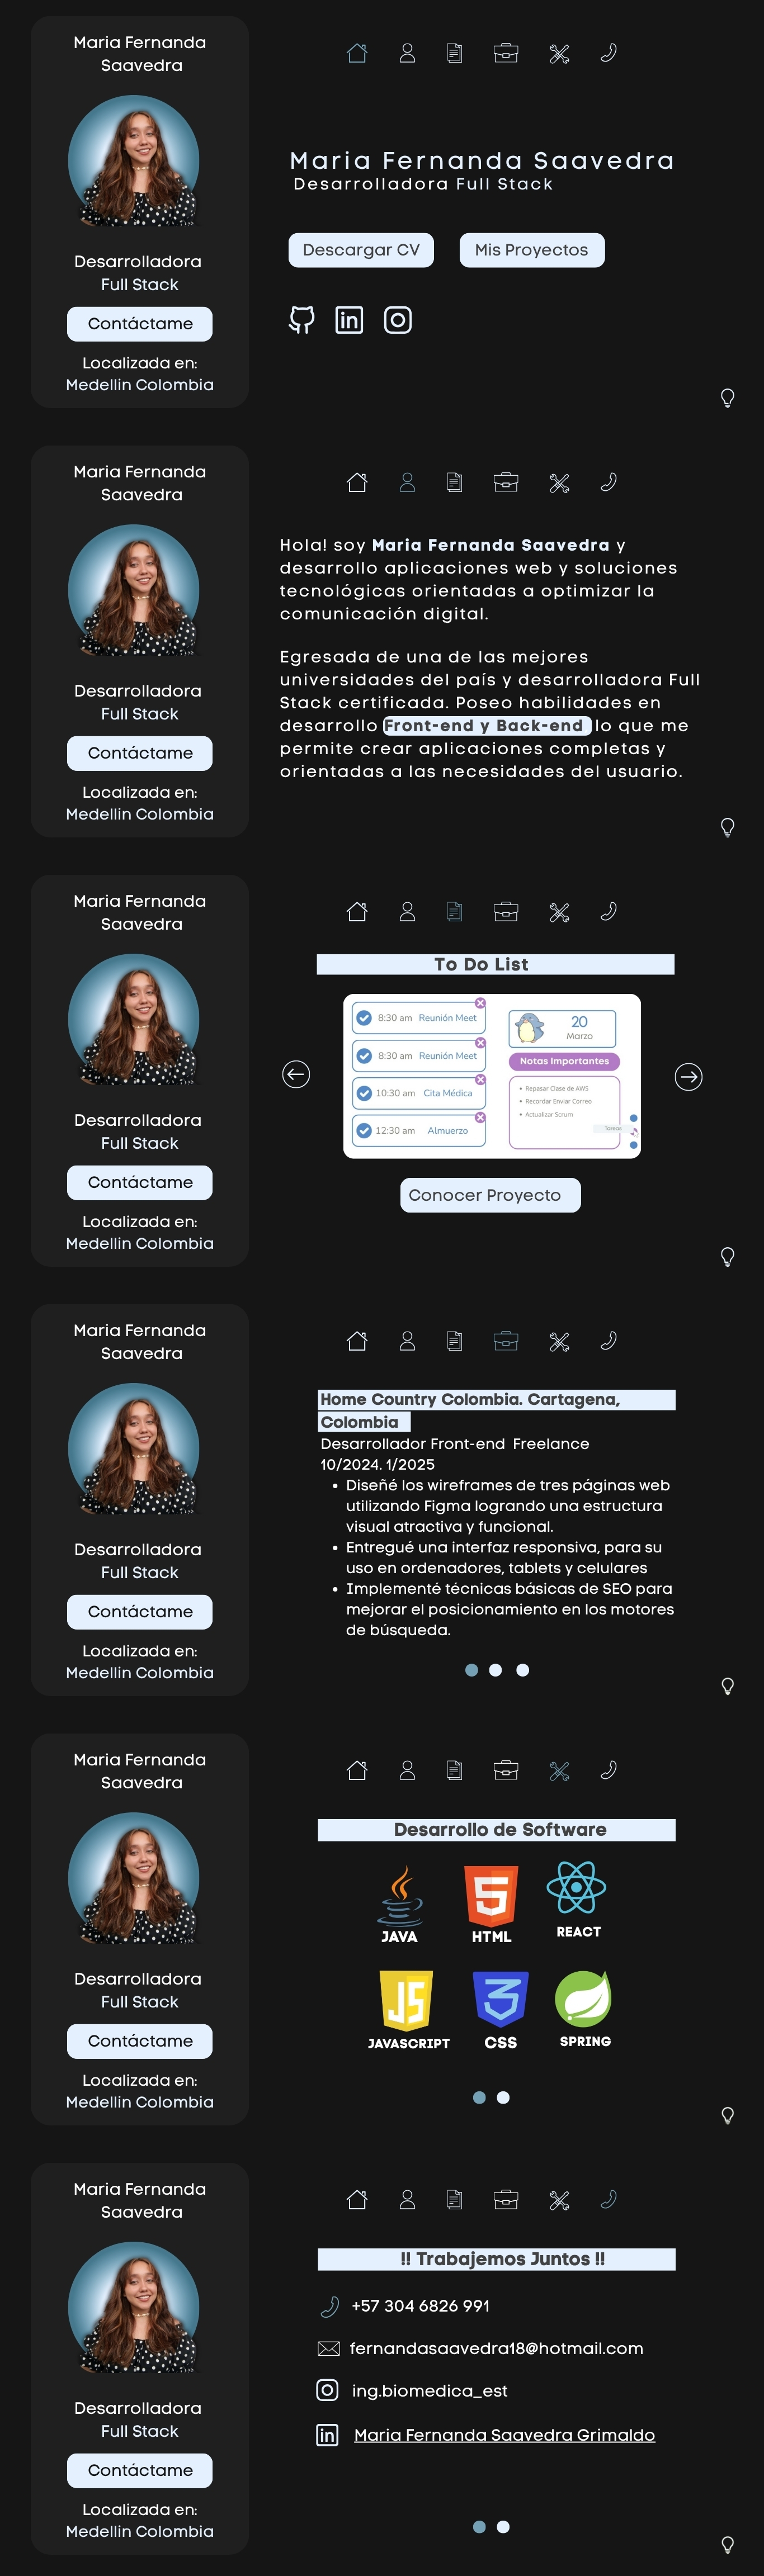 Maria Fernanda
Saavedra
Desarrolladora
Full Stack
Contáctame
Localizada en:
Medellin Colombia
Maria Fernanda Saavedra
Desarrolladora Full Stack
Descargar CV
Mis Proyectos
Maria Fernanda
Saavedra
Desarrolladora
Full Stack
Contáctame
Localizada en:
Medellin Colombia
Hola! soy Maria Fernanda Saavedra y
desarrollo aplicaciones web y soluciones
tecnológicas orientadas a optimizar la
comunicación digital.
Egresada de una de las mejores
universidades del país y desarrolladora Full
Stack certificada. Poseo habilidades en
desarrollo Front-end y Back-end lo que me
permite crear aplicaciones completas y
orientadas a las necesidades del usuario.
Maria Fernanda
Saavedra
Desarrolladora
Full Stack
Contáctame
Localizada en:
Medellin Colombia
To Do List
8:30 am Reunión Meet
8:30 am Reunión Meet
10:30 am Cita Médica
12:30 am Almuerzo
20
Marzo
Notas Importantes
• Repasar Clase de AWS
• Recordar Enviar Correo
• Actualizar Scrum
Tareas
Conocer Proyecto
Maria Fernanda
Saavedra
Desarrolladora
Full Stack
Contáctame
Localizada en:
Medellin Colombia
Home Country Colombia. Cartagena,
Colombia
Desarrollador Front-end Freelance
10/2024. 1/2025
• Diseñé los wireframes de tres páginas web
utilizando Figma logrando una estructura
visual atractiva y funcional.
• Entregué una interfaz responsiva, para su
uso en ordenadores, tablets y celulares
• Implementé técnicas básicas de SEO para
mejorar el posicionamiento en los motores
de búsqueda.
Maria Fernanda
Saavedra
Desarrolladora
Full Stack
Contáctame
Localizada en:
Medellin Colombia
Desarrollo de Software
JAVA
HTML
REACT
JS
JAVASCRIPT
CSS
SPRING
Maria Fernanda
Saavedra
Desarrolladora
Full Stack
Contáctame
Localizada en:
Medellin Colombia
!! Trabajemos Juntos !!
+57 304 6826 991
fernandasaavedra18@hotmail.com
ing.biomedica_est
Maria Fernanda Saavedra Grimaldo